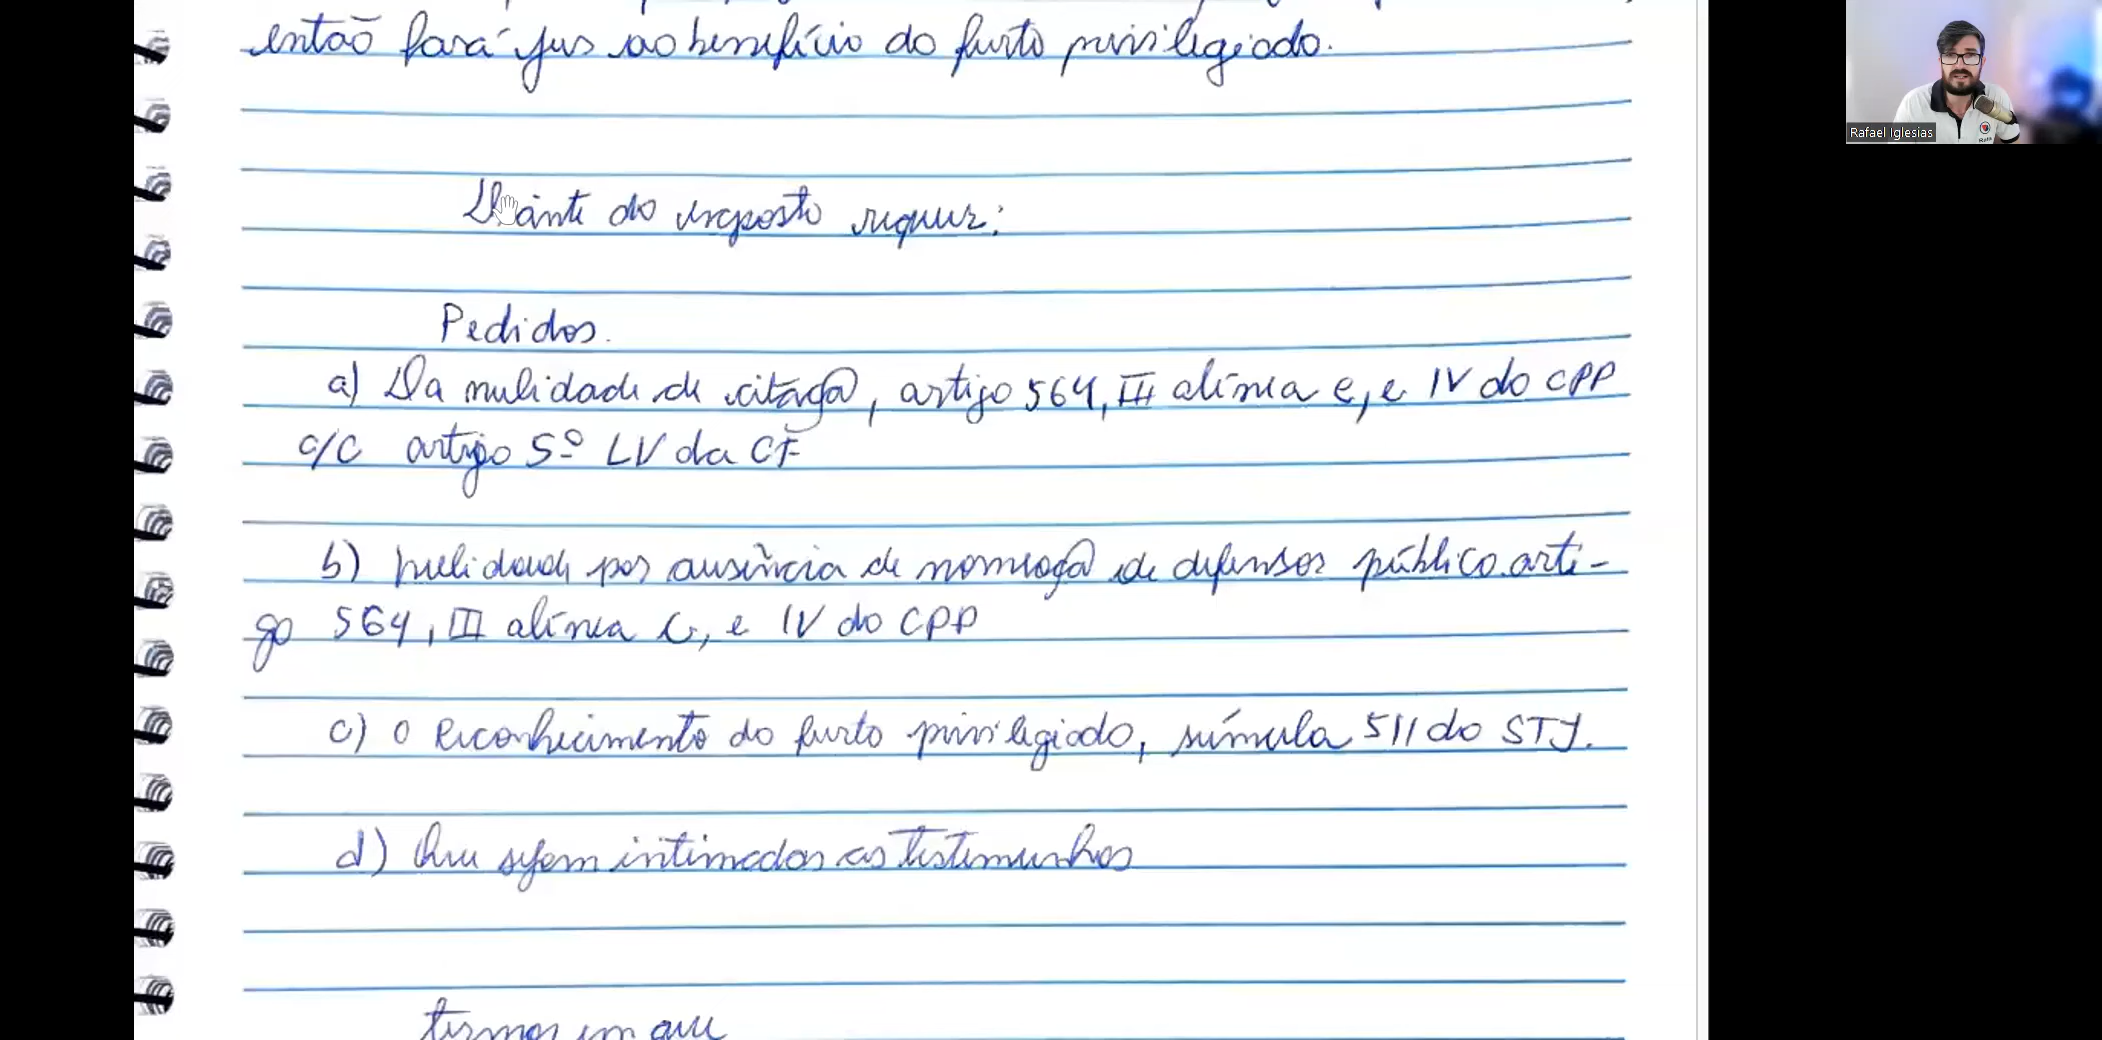 então fará jus ao benefício do furto privilegiado.
Diante do exposto requer:
Pedidos.
a) Da nulidade de citação, artigo 564, III alínea e, e IV do CPP
c/c artigo 5º LV da CF
b) nulidade por ausência de nomeação de defensor público. arti-
go 564, III alínea c, e IV do CPP
c) O Reconhecimento do furto privilegiado, súmula 511 do STJ.
d) Que sejam intimadas as testemunhas
termos em que
Rafael Iglesias